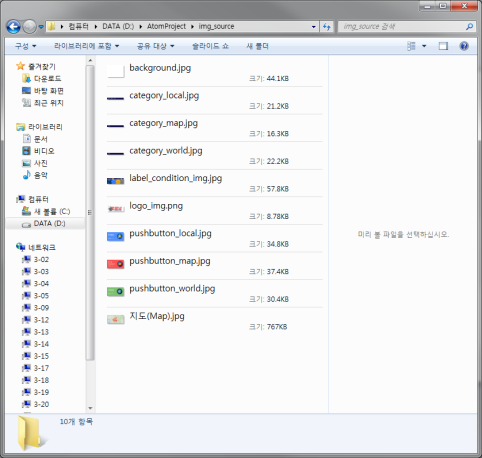 컴퓨터 ▸ DATA (D:) ▸ AtomProject ▸ img_source
img_source 검색
구성 라이브러리에 포함 공유 대상 슬라이드 쇼 새 폴더
즐겨찾기
다운로드
바탕 화면
최근 위치
라이브러리
문서
비디오
사진
음악
컴퓨터
새 볼륨 (C:)
DATA (D:)
네트워크
3-02
3-03
3-04
3-05
3-09
3-12
3-13
3-14
3-15
3-17
3-18
3-19
3-20
background.jpg
크기: 44.1KB
category_local.jpg
크기: 21.2KB
category_map.jpg
크기: 16.3KB
category_world.jpg
크기: 22.2KB
label_condition_img.jpg
크기: 57.8KB
logo_img.png
크기: 8.78KB
pushbutton_local.jpg
크기: 34.8KB
pushbutton_map.jpg
크기: 37.4KB
pushbutton_world.jpg
크기: 30.4KB
지도(Map).jpg
크기: 767KB
미리 볼 파일을 선택하십시오.
10개 항목